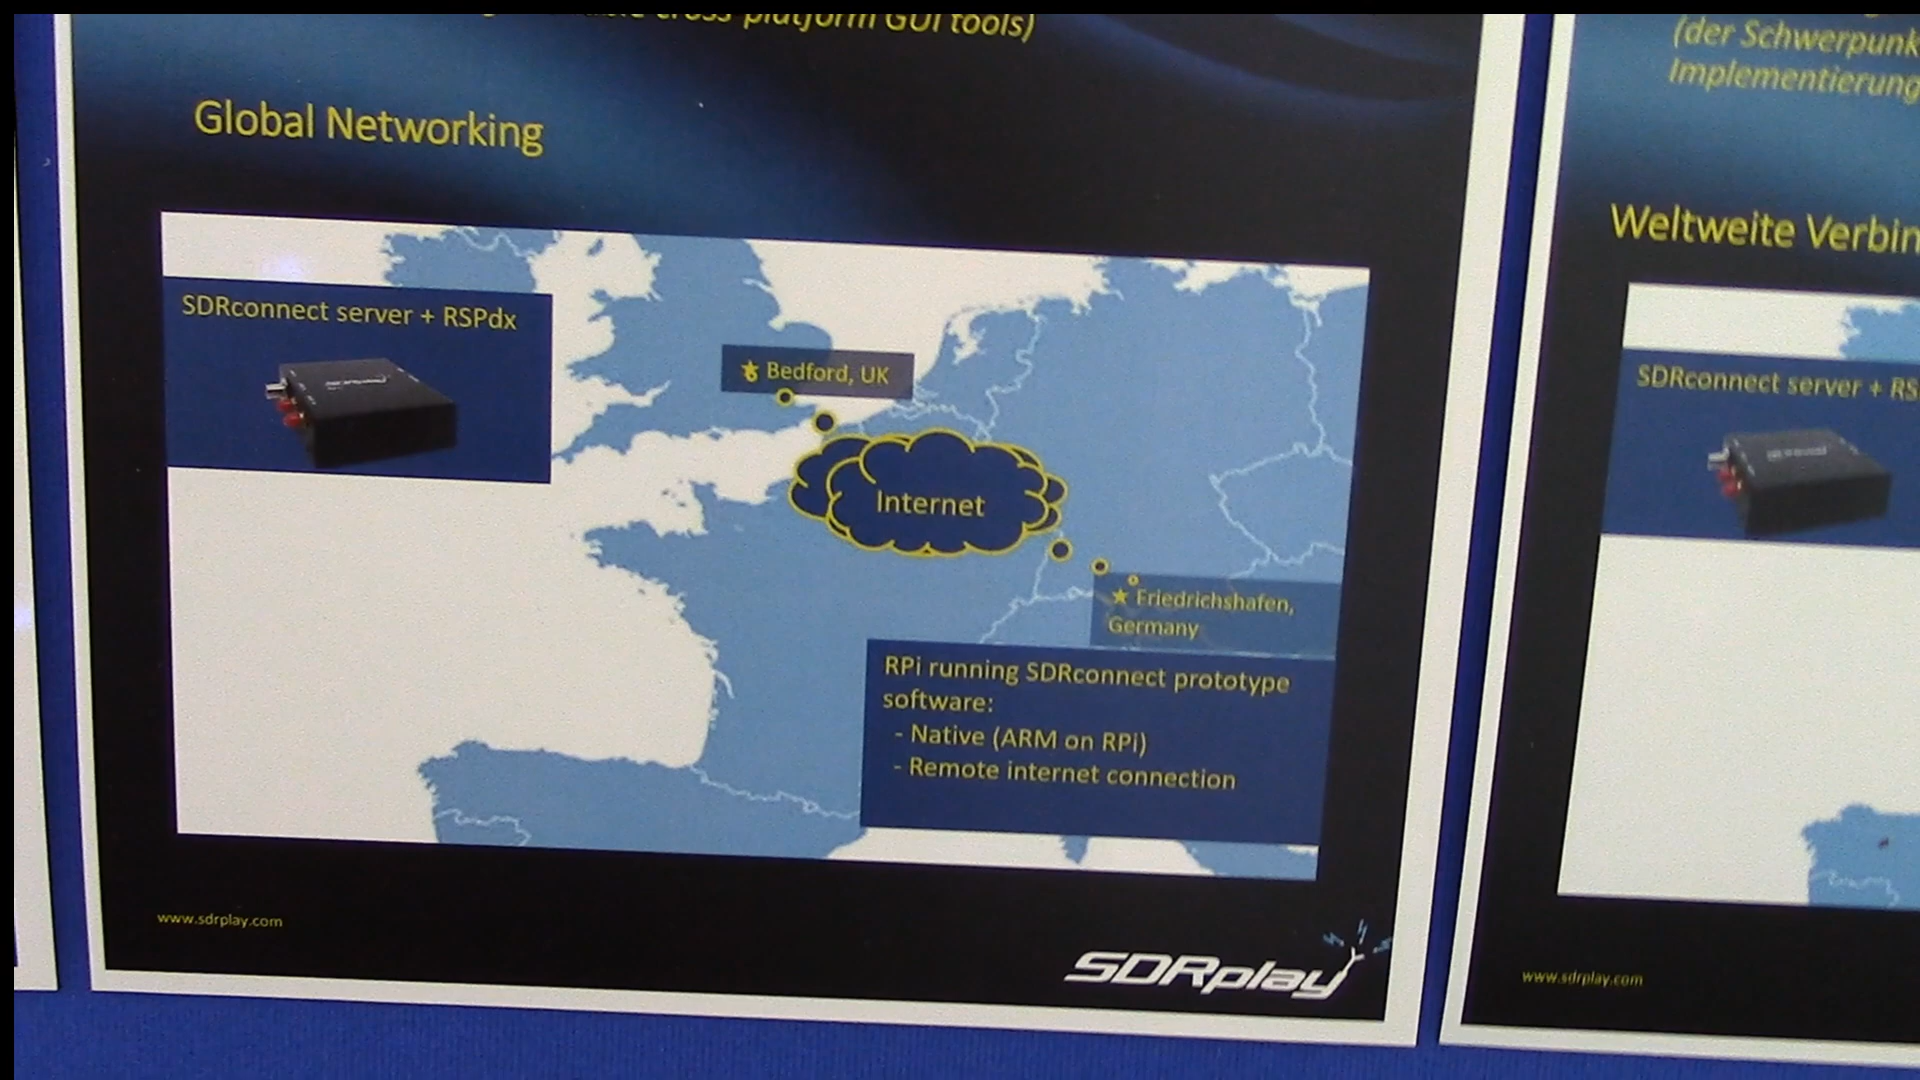 cross-platform GUI tools)
Global Networking
SDRconnect server + RSPdx
Bedford, UK
Internet
Friedrichshafen,
Germany
RPi running SDRconnect prototype
software:
- Native (ARM on RPi)
- Remote internet connection
www.sdrplay.com
SDRplay
(der Schwerpunk
Implementierung
Weltweite Verbin
SDRconnect server + RS
www.sdrplay.com